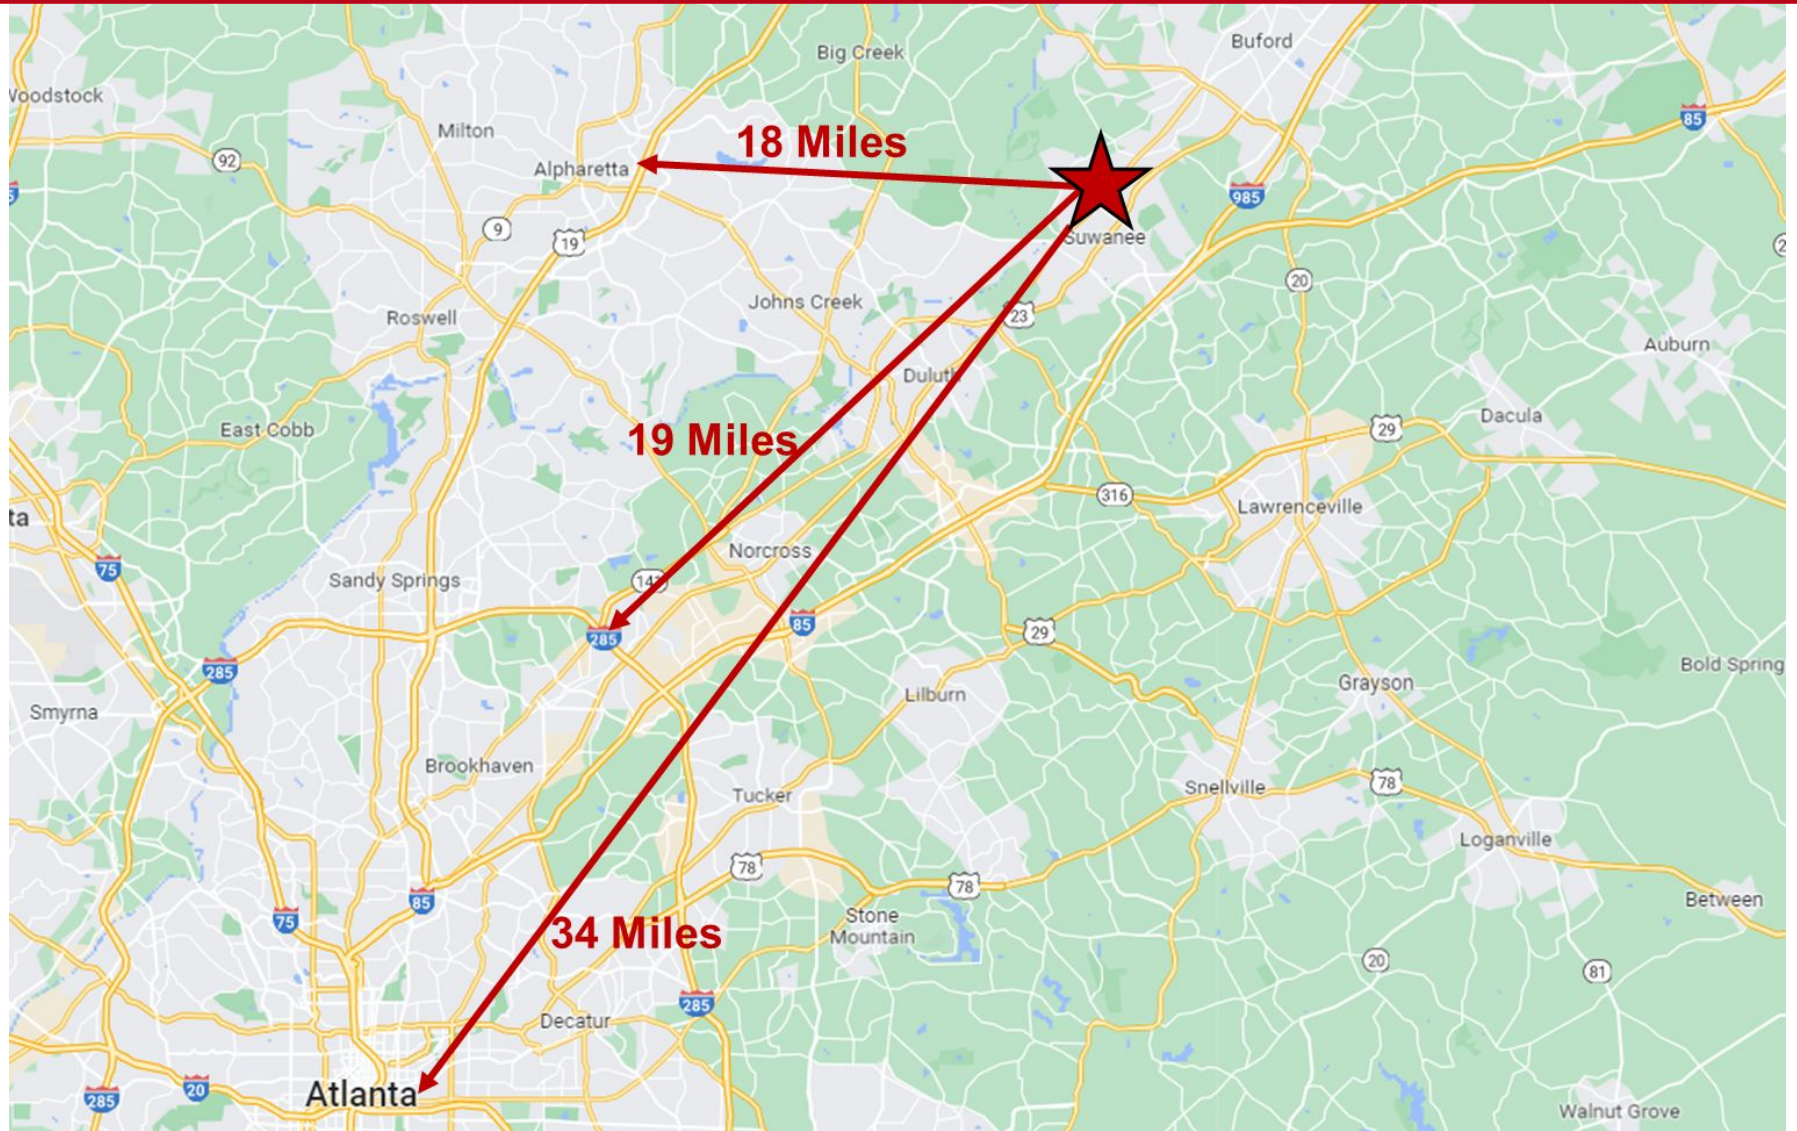 Big Creek
Buford
Woodstock
Milton
85
18 Miles
92
Alpharetta
985
9
19
Suwanee
20
Johns Creek
23
Roswell
Auburn
Duluth
Dacula
29
East Cobb
19 Miles
316
Lawrenceville
ta
Norcross
75
Sandy Springs
141
85
285
29
285
Bold Spring
Grayson
Lilburn
Smyrna
Brookhaven
78
Snellville
Tucker
Loganville
78
78
85
Between
75
Stone
Mountain
34 Miles
20
81
285
Decatur
20
Atlanta
285
Walnut Grove